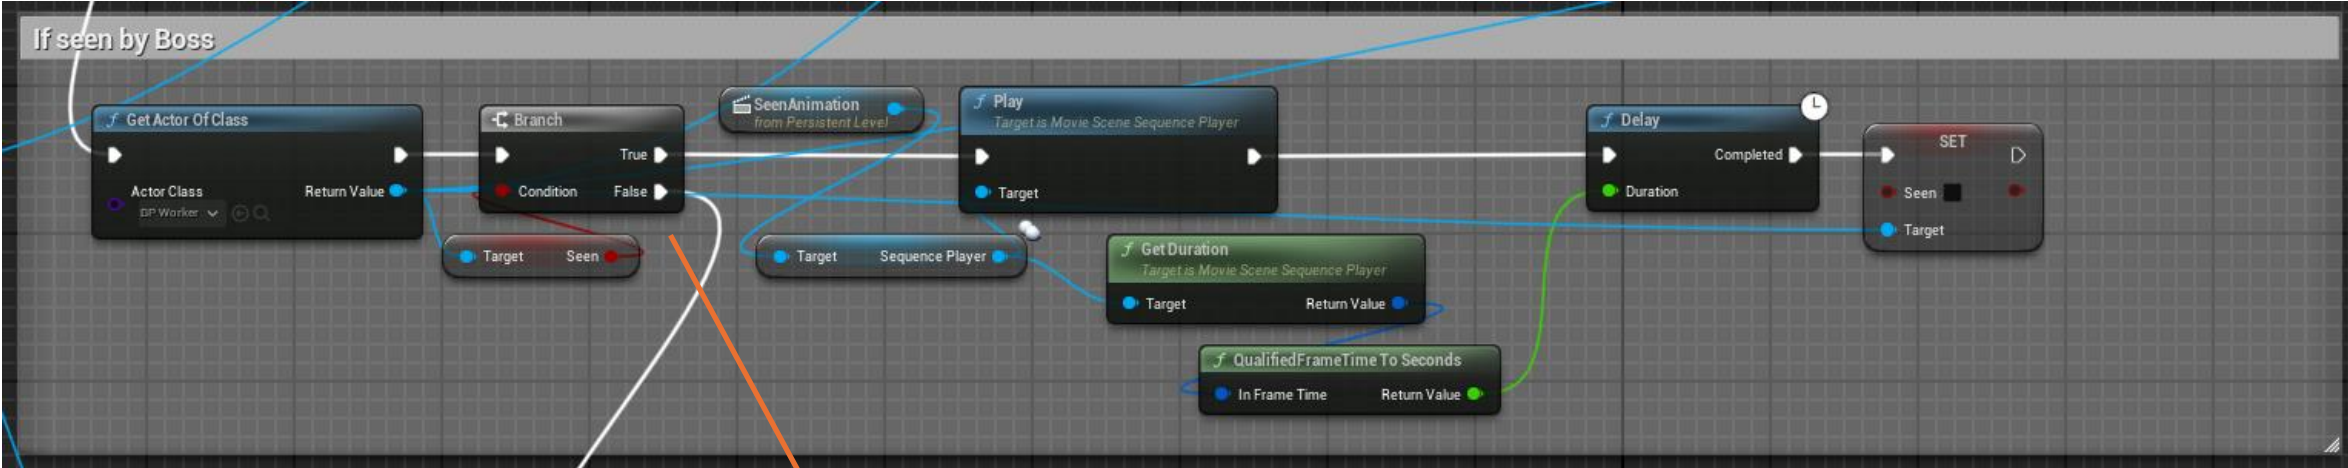 If seen by Boss
Get Actor Of Class
Actor Class
Return Value
BP Worker
Branch
True
Condition
False
Target
Seen
SeenAnimation
from Persistent Level
Target
Sequence Player
Play
Target is Movie Scene Sequence Player
Target
Get Duration
Target is Movie Scene Sequence Player
Target
Return Value
QualifiedFrameTime To Seconds
In Frame Time
Return Value
Delay
Completed
Duration
SET
Seen
Target